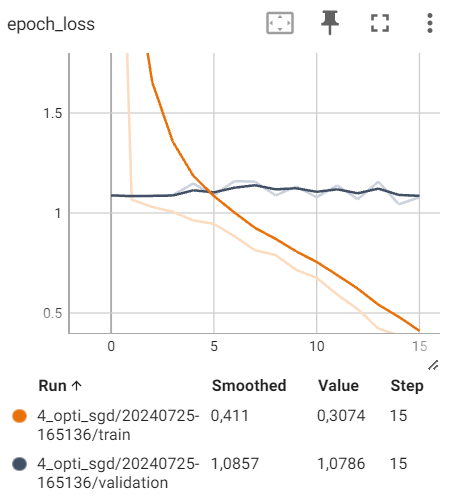 epoch_loss
1.5
1
0.5
0 5 10 15
Run ↑ Smoothed Value Step
4_opti_sgd/20240725- 0,411 0,3074 15
165136/train
4_opti_sgd/20240725- 1,0857 1,0786 15
165136/validation